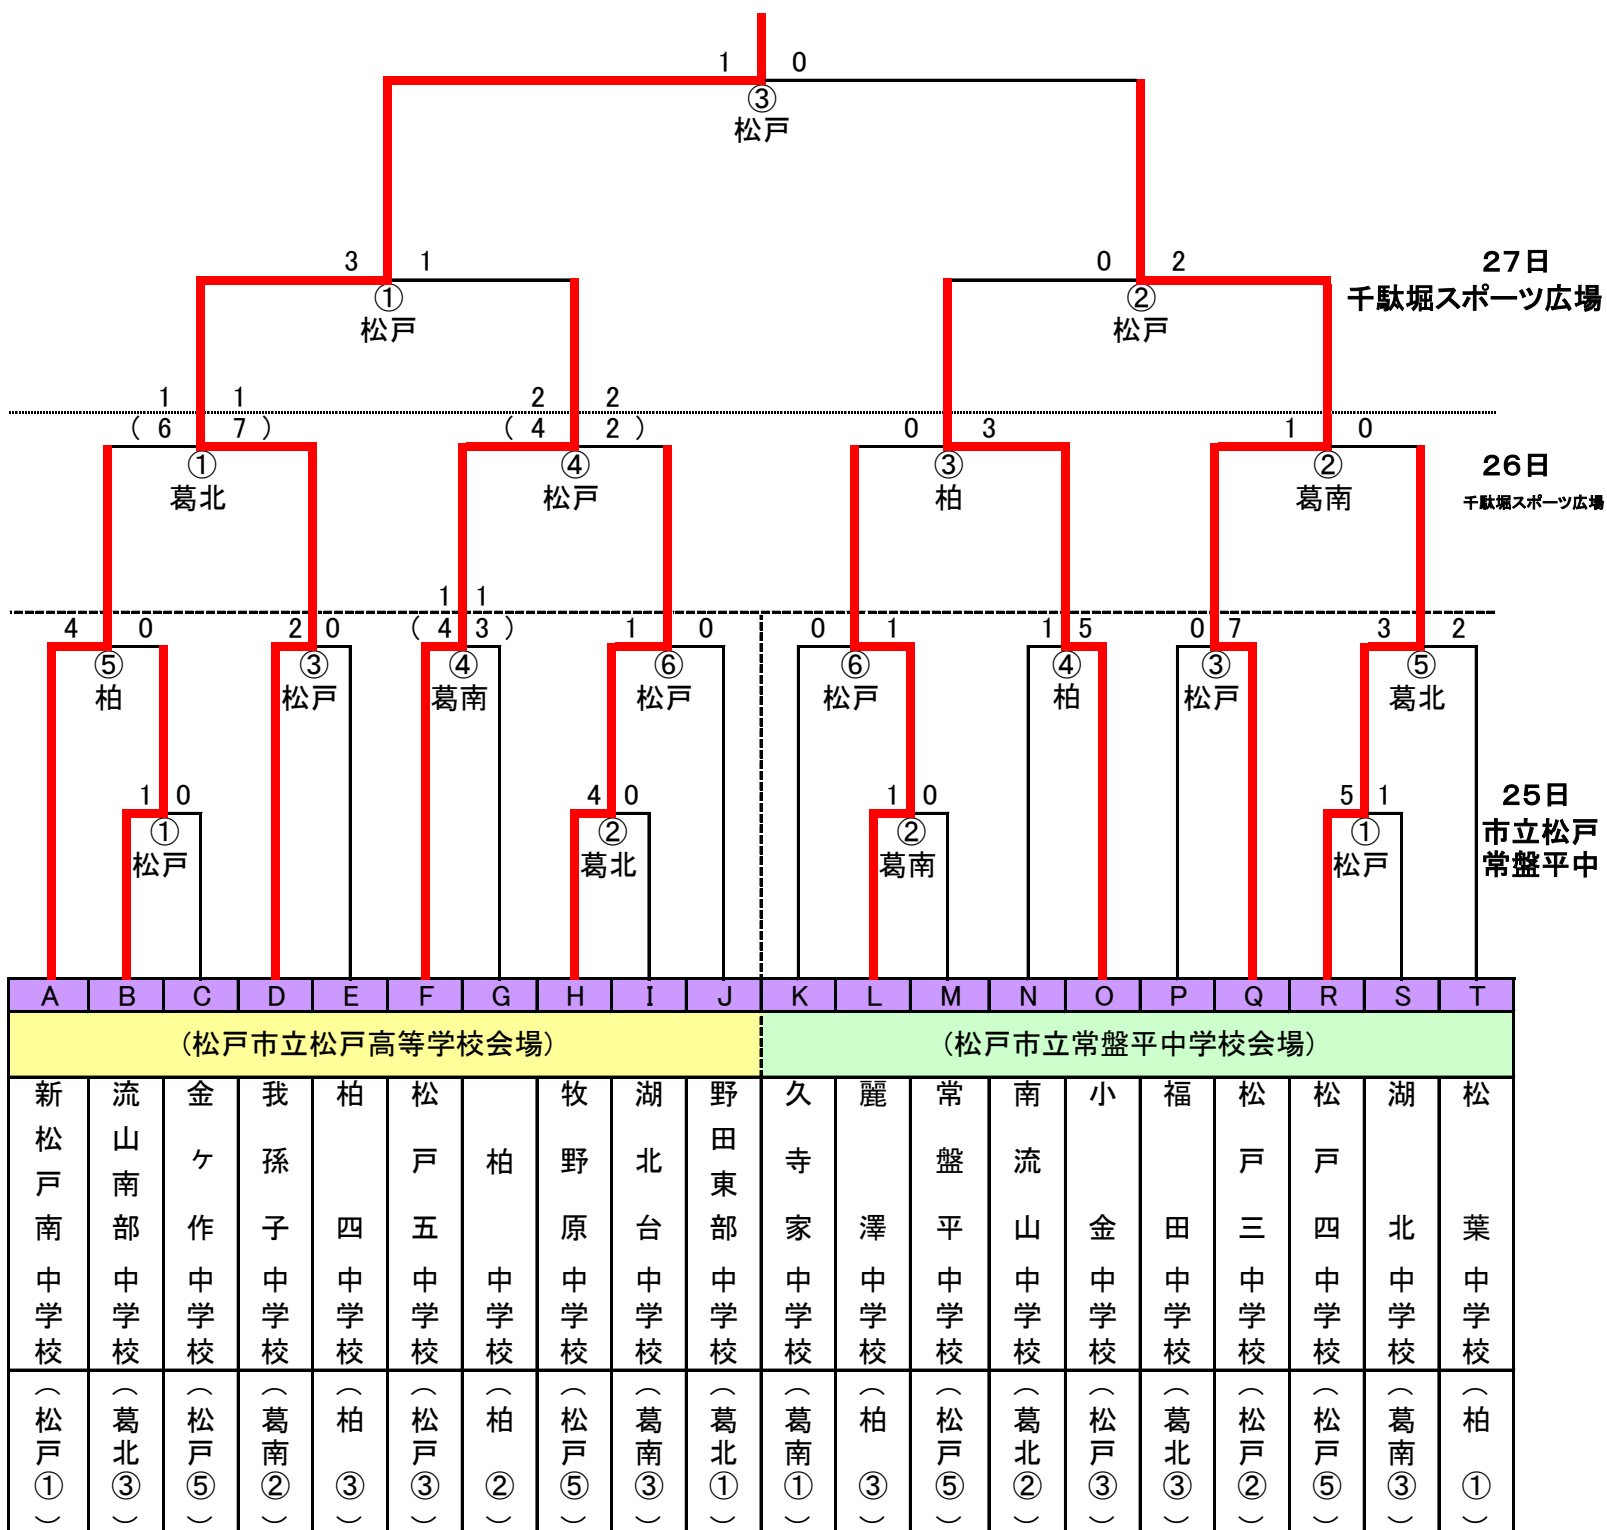 1 0
③
松戸
3 1
0 2
27日
①
②
千駄堀スポーツ広場
松戸
松戸
1 1
2 2
(6 7)
(4 2)
0 3
1 0
①
④
③
②
26日
葛北
松戸
柏
葛南
千駄堀スポーツ広場
1 1
4 0
2 0
(4 3)
1 0
0 1
1 5
0 7
3 2
⑤
③
④
⑥
⑥
④
③
⑤
柏
松戸
葛南
松戸
松戸
柏
松戸
葛北
1 0
4 0
1 0
5 1
25日
①
②
②
①
市立松戸
松戸
葛北
葛南
松戸
常盤平中
A B C D E F G H I J K L M N O P Q R S T
(松戸市立松戸高等学校会場)
(松戸市立常盤平中学校会場)
新松戸南中学校
流山南部中学校
金ケ作中学校
我孫子中学校
柏四中学校
松戸五中学校
柏中学校
牧野原中学校
湖北台中学校
野田東部中学校
久寺家中学校
麗澤中学校
常盤平中学校
南流山中学校
小金中学校
福田中学校
松戸三中学校
松戸四中学校
湖北中学校
松葉中学校
(松戸①)
(葛北③)
(松戸⑤)
(葛南②)
(柏③)
(松戸③)
(柏②)
(松戸⑤)
(葛南③)
(葛北①)
(葛南①)
(柏③)
(松戸⑤)
(葛北②)
(松戸③)
(葛北③)
(松戸②)
(松戸⑤)
(葛南③)
(柏①)